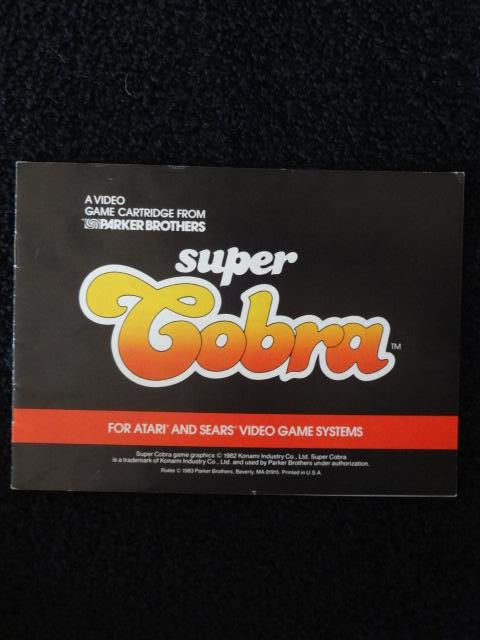 A VIDEO
GAME CARTRIDGE FROM
PARKER BROTHERS
super
Cobra™
FOR ATARI® AND SEARS® VIDEO GAME SYSTEMS
Super Cobra game graphics © 1982 Konami Industry Co., Ltd. Super Cobra
is a trademark of Konami Industry Co., Ltd. and used by Parker Brothers under authorization.
Rules © 1983 Parker Brothers, Beverly, MA 01915. Printed in U.S.A.